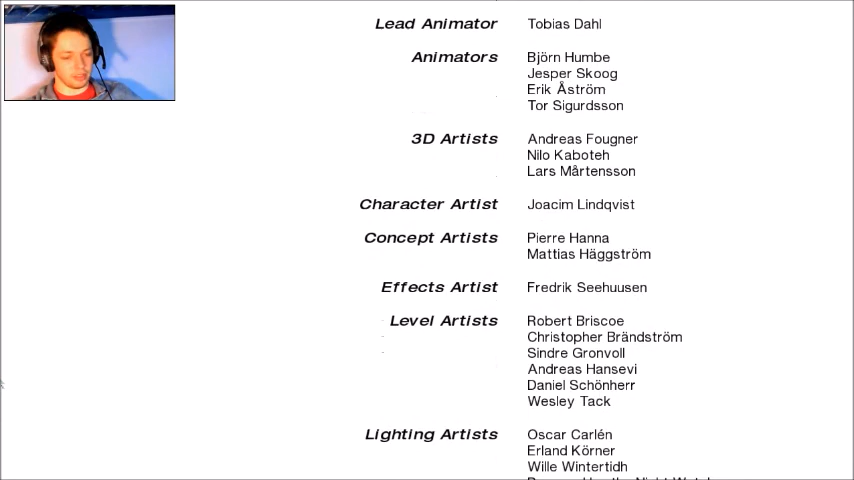 Lead Animator Tobias Dahl
Animators Björn Humbe
Jesper Skoog
Erik Åström
Tor Sigurdsson
3D Artists Andreas Fougner
Nilo Kaboteh
Lars Mårtensson
Character Artist Joacim Lindqvist
Concept Artists Pierre Hanna
Mattias Häggström
Effects Artist Fredrik Seehuusen
Level Artists Robert Briscoe
Christopher Brändström
Sindre Gronvoll
Andreas Hansevi
Daniel Schönherr
Wesley Tack
Lighting Artists Oscar Carlén
Erland Körner
Wille Wintertidh